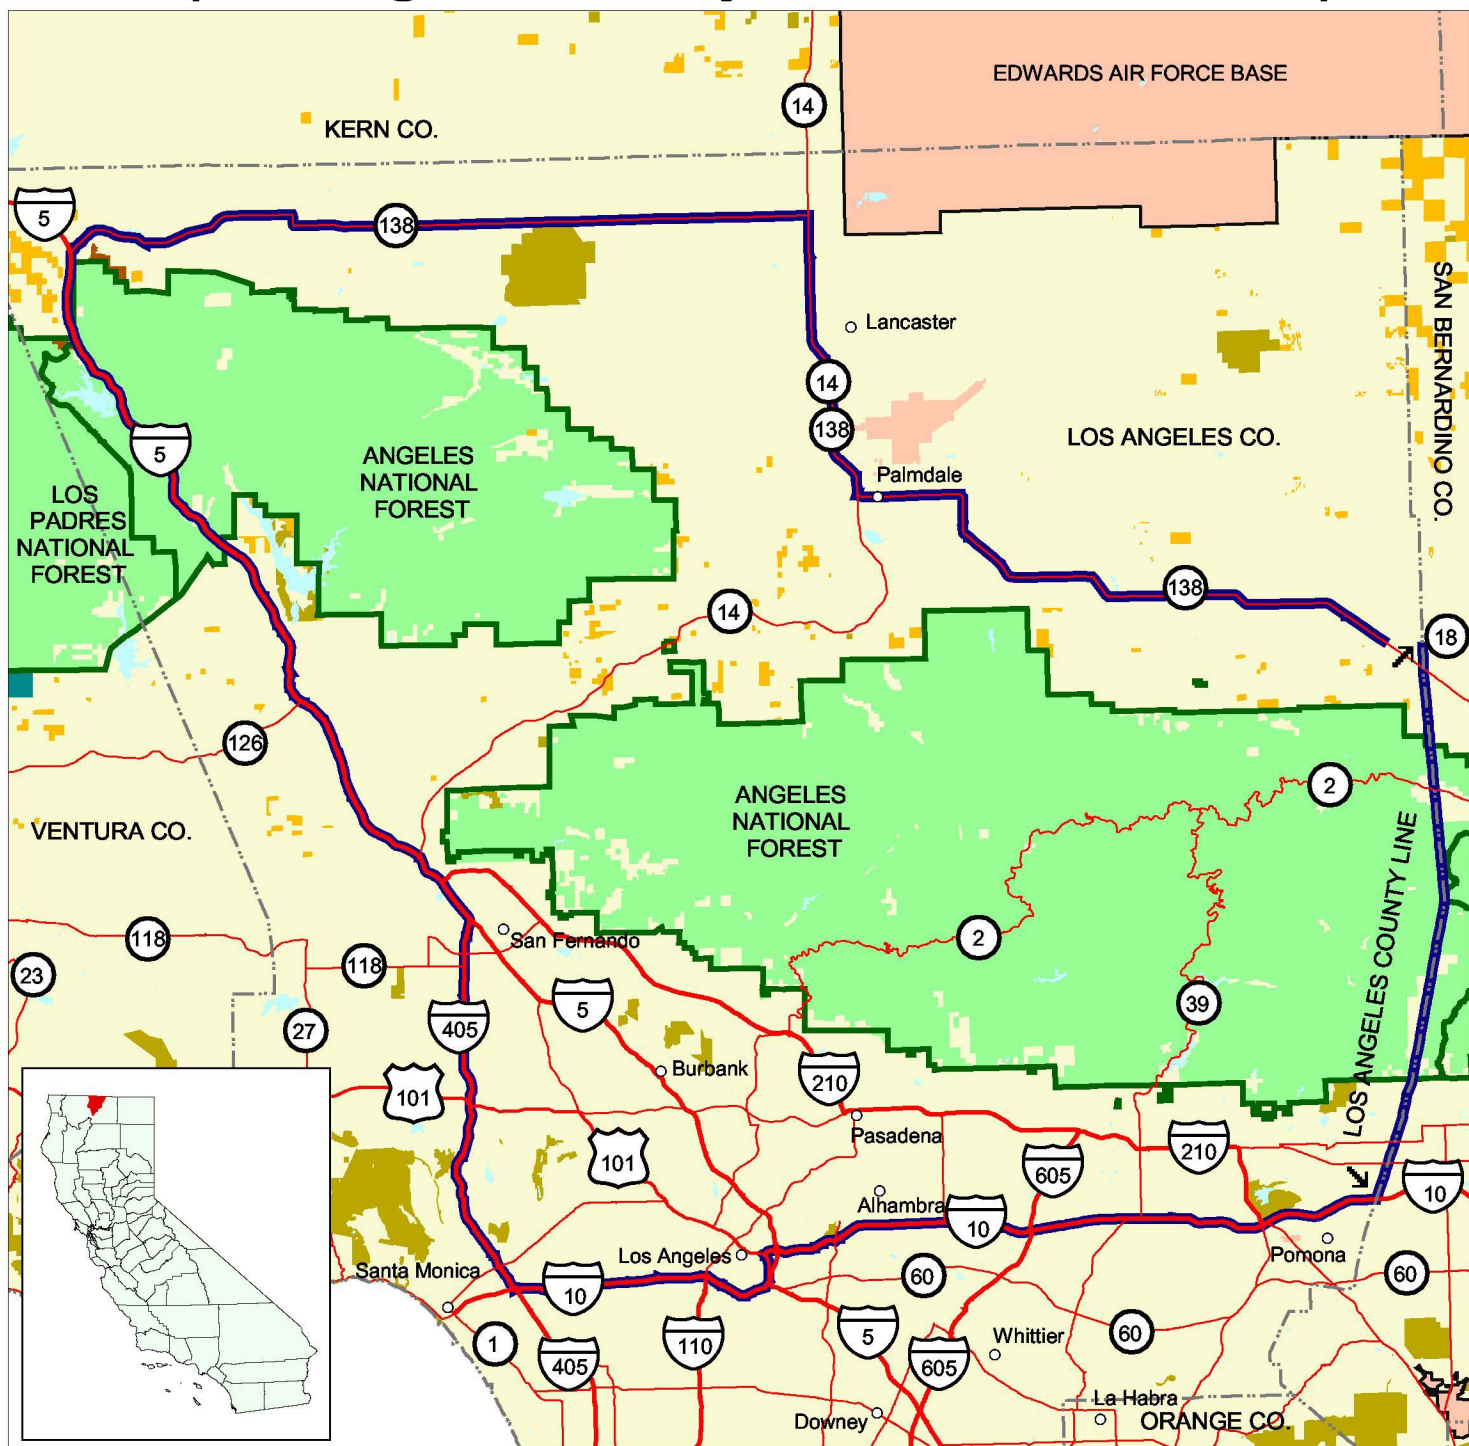 EDWARDS AIR FORCE BASE
14
KERN CO.
5
138
SAN BERNARDINO CO.
Lancaster
14
138
LOS ANGELES CO.
5
ANGELES
NATIONAL
FOREST
Palmdale
LOS
PADRES
NATIONAL
FOREST
138
14
18
126
2
ANGELES
NATIONAL
FOREST
VENTURA CO.
LOS ANGELES COUNTY LINE
118
San Fernando
2
118
23
5
39
405
27
Burbank
210
101
Pasadena
101
210
605
Alhambra
10
10
Los Angeles
Pomona
Santa Monica
10
60
60
1
110
5
60
Whittier
405
605
La Habra
Downey
ORANGE CO.